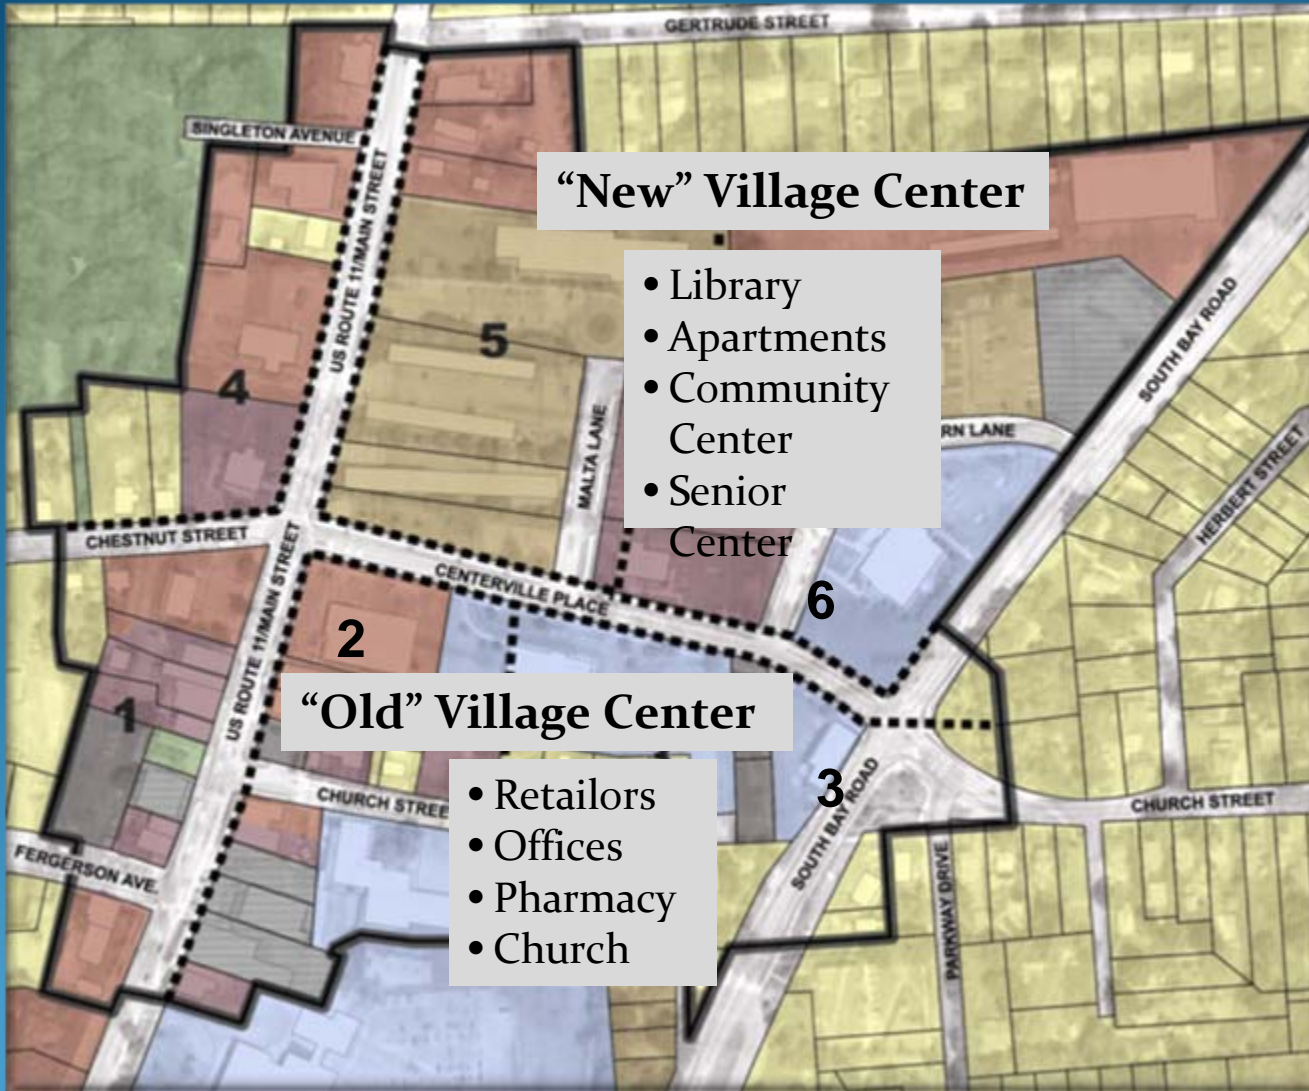 GERTRUDE STREET
SINGLETON AVENUE
US ROUTE 11/MAIN STREET
“New” Village Center
• Library
• Apartments
• Community
Center
• Senior
Center
5
4
SOUTH BAY ROAD
MALTA LANE
RN LANE
HERBERT STREET
CHESTNUT STREET
CENTERVILLE PLACE
6
2
US ROUTE 11/MAIN STREET
1
“Old” Village Center
• Retailors
• Offices
• Pharmacy
• Church
CHURCH STREE
3
SOUTH BAY ROAD
CHURCH STREET
FERGERSON AVE.
PARKWAY DRIVE